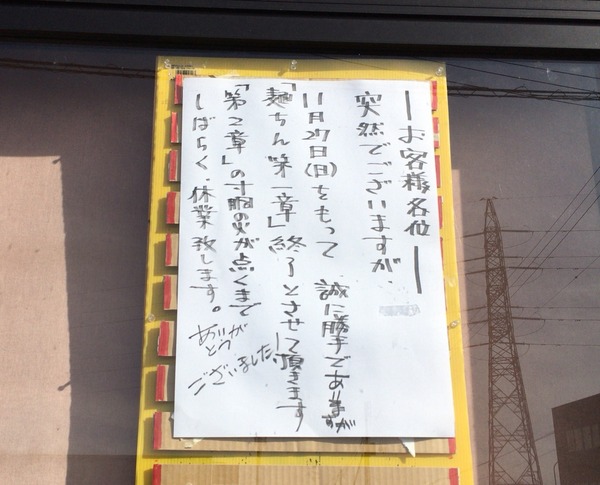 お客様各位
突然でございますが、
11月27日(日)をもって 誠に勝手でありますが
「麺ちん“第一章”」終了とさせて頂きます
「第2章」の寸胴の火が点くまで
しばらく、休業致します。
ありがとうございました!